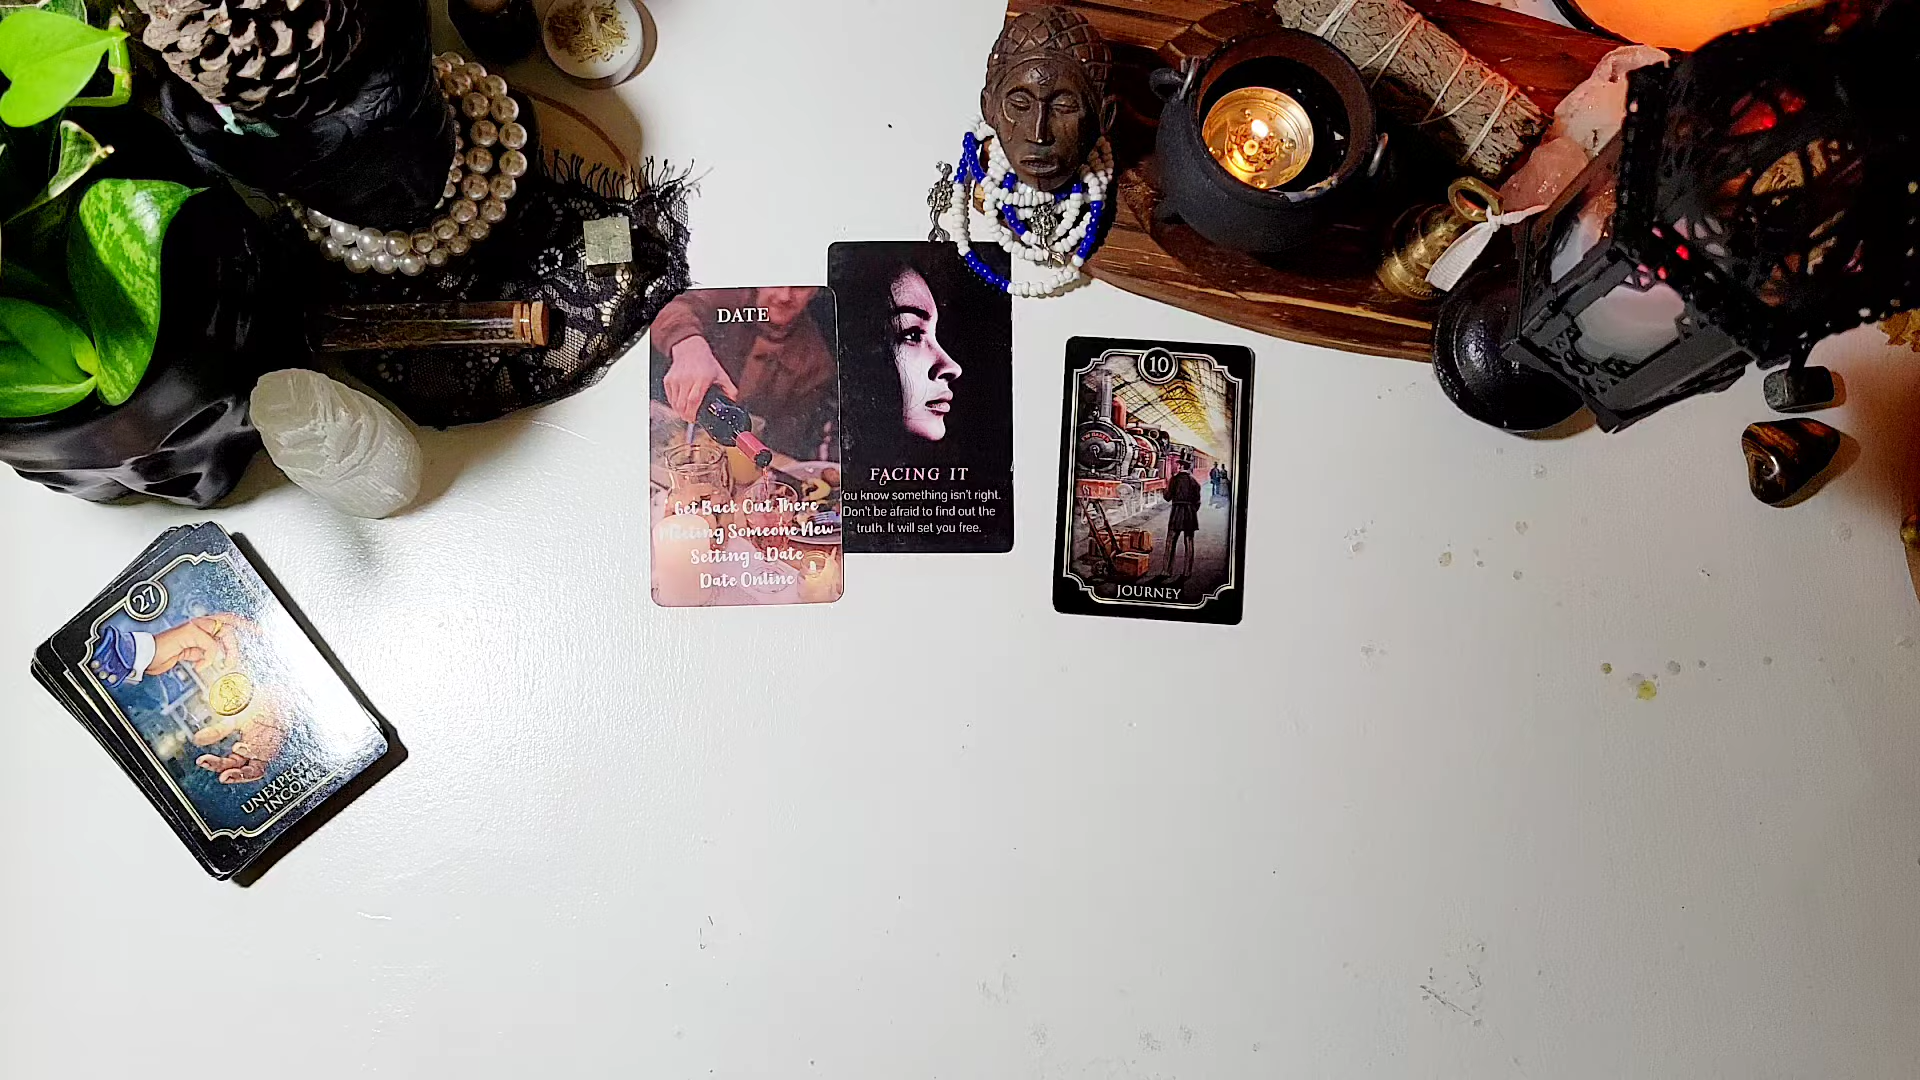 DATE
Get Back Out There
Meeting Someone New
Setting a Date
Date Online
FACING IT
You know something isn't right.
Don't be afraid to find out the
truth. It will set you free.
10
JOURNEY
27
UNEXPECTED
INCOME